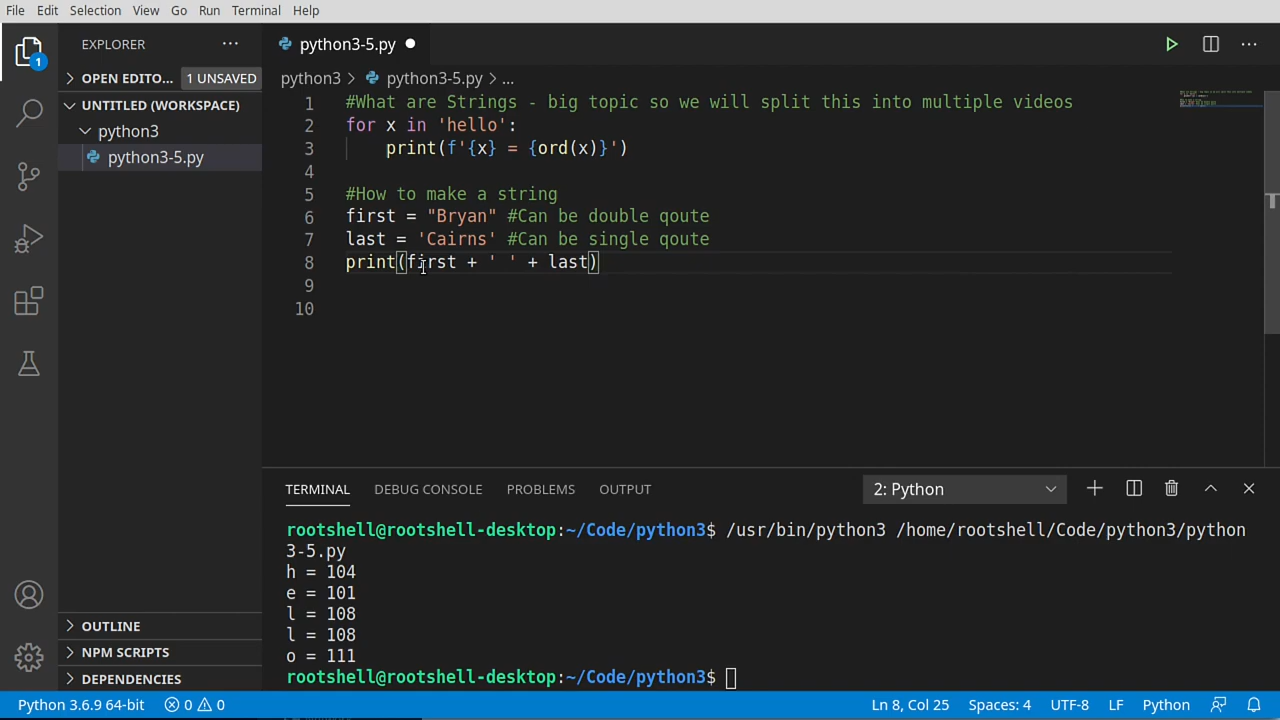 File Edit Selection View Go Run Terminal Help
EXPLORER
python3-5.py
OPEN EDITO... 1 UNSAVED
python3 > python3-5.py > ...
UNTITLED (WORKSPACE)
python3
python3-5.py
1 #What are Strings - big topic so we will split this into multiple videos
2 for x in 'hello':
3 print(f'{x} = {ord(x)}')
4
5 #How to make a string
6 first = "Bryan" #Can be double qoute
7 last = 'Cairns' #Can be single qoute
8 print(first + ' ' + last)
9
10
OUTLINE
NPM SCRIPTS
DEPENDENCIES
TERMINAL DEBUG CONSOLE PROBLEMS OUTPUT 2: Python
rootshell@rootshell-desktop:~/Code/python3$ /usr/bin/python3 /home/rootshell/Code/python3/python
3-5.py
h = 104
e = 101
l = 108
l = 108
o = 111
rootshell@rootshell-desktop:~/Code/python3$
Python 3.6.9 64-bit 0 0 Ln 8, Col 25 Spaces: 4 UTF-8 LF Python
1